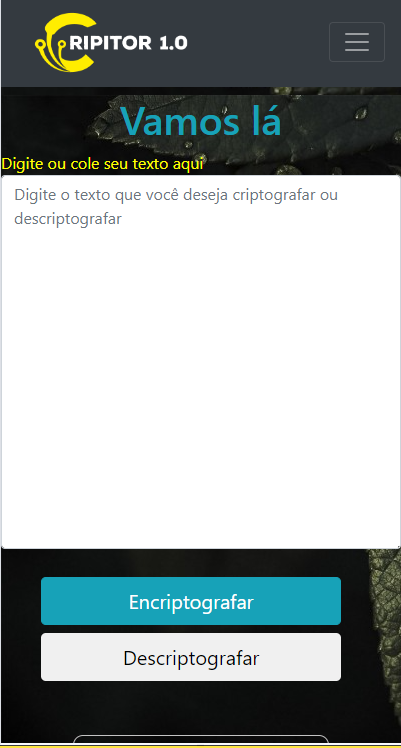 CRIPITOR 1.0
Vamos lá
Digite ou cole seu texto aqui
Digite o texto que você deseja criptografar ou
descriptografar
Encriptografar
Descriptografar